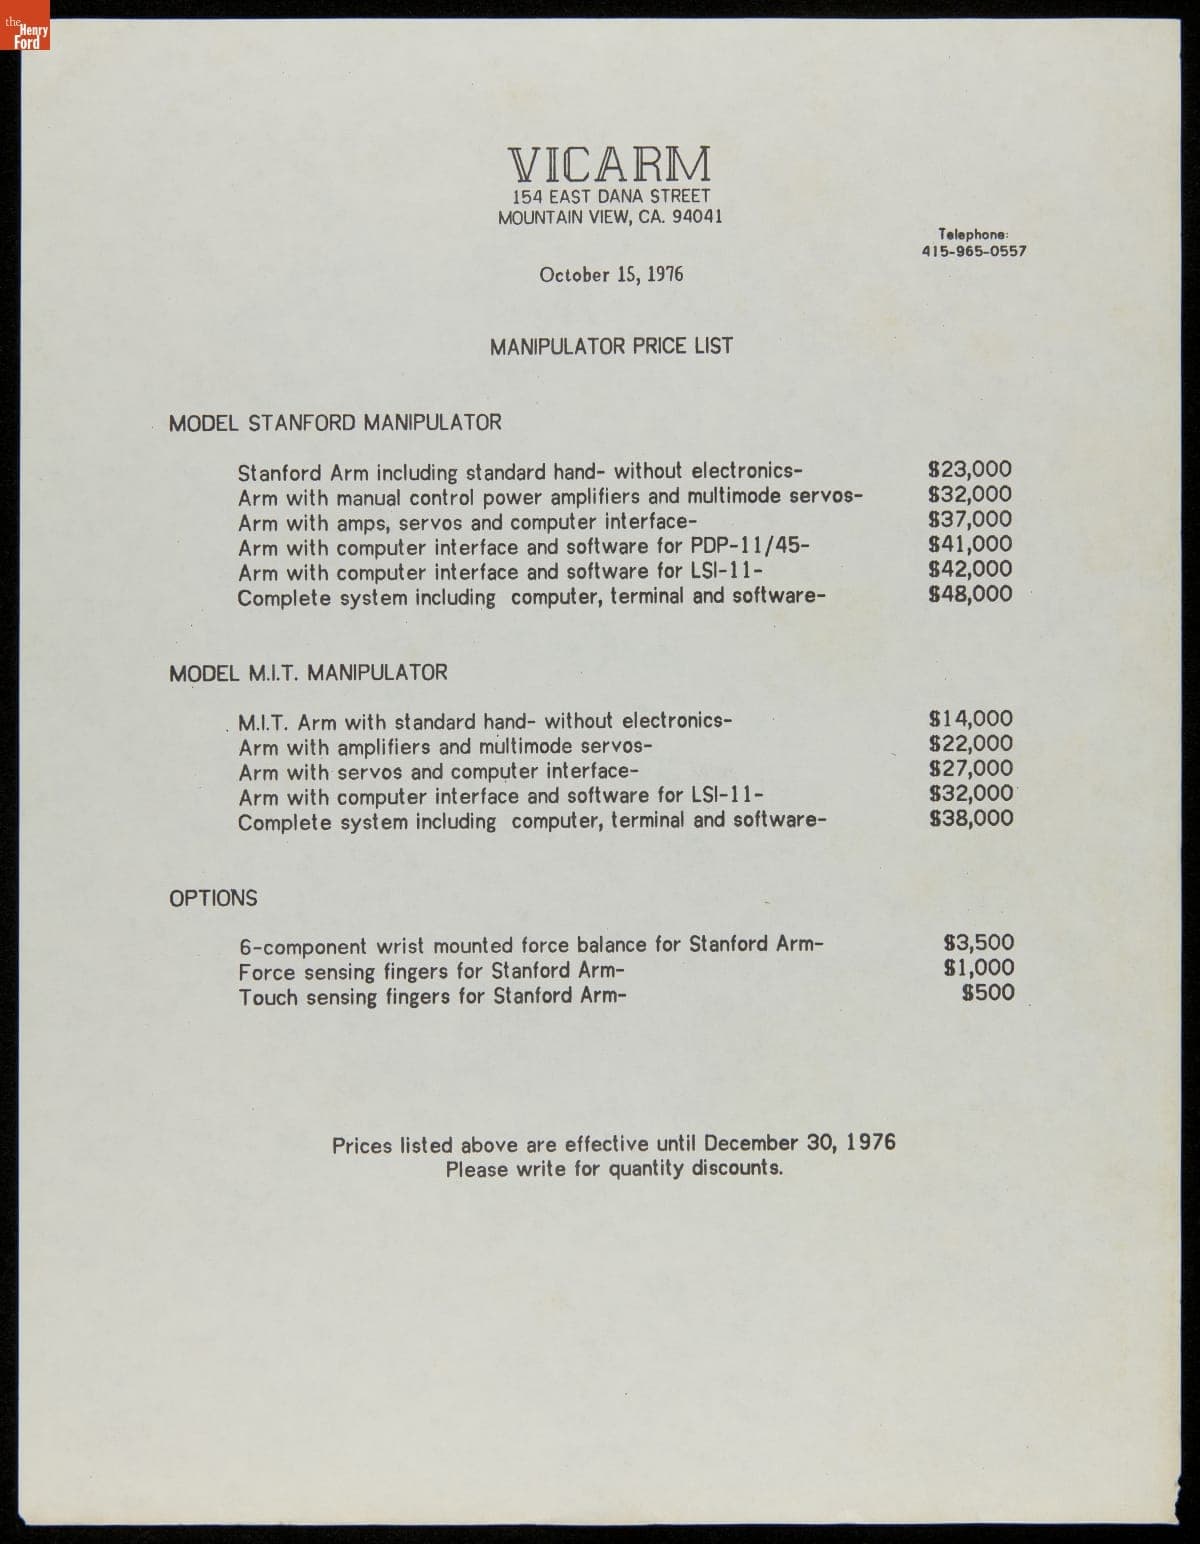 the
Henry
Ford
VICARM
154 EAST DANA STREET
MOUNTAIN VIEW, CA. 94041
Telephone:
415-965-0557
October 15, 1976
MANIPULATOR PRICE LIST
MODEL STANFORD MANIPULATOR
Stanford Arm including standard hand- without electronics- $23,000
Arm with manual control power amplifiers and multimode servos- $32,000
Arm with amps, servos and computer interface- $37,000
Arm with computer interface and software for PDP-11/45- $41,000
Arm with computer interface and software for LSI-11- $42,000
Complete system including computer, terminal and software- $48,000
MODEL M.I.T. MANIPULATOR
M.I.T. Arm with standard hand- without electronics- $14,000
Arm with amplifiers and multimode servos- $22,000
Arm with servos and computer interface- $27,000
Arm with computer interface and software for LSI-11- $32,000
Complete system including computer, terminal and software- $38,000
OPTIONS
6-component wrist mounted force balance for Stanford Arm- $3,500
Force sensing fingers for Stanford Arm- $1,000
Touch sensing fingers for Stanford Arm- $500
Prices listed above are effective until December 30, 1976
Please write for quantity discounts.